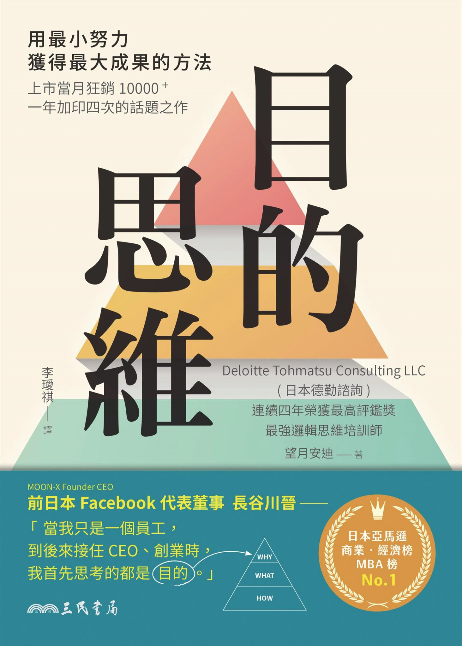 用最小努力
獲得最大成果的方法
上市當月狂銷 10000+
一年加印四次的話題之作
目的
思維
Deloitte Tohmatsu Consulting LLC
(日本德勤諮詢)
連續四年榮獲最高評鑑獎
最強邏輯思維培訓師
望月安迪——著
李璦祺——譯
MOON-X Founder CEO
前日本 Facebook 代表董事 長谷川晉——
「當我只是一個員工,
到後來接任 CEO、創業時,
我首先思考的都是目的。」
WHY
WHAT
HOW
日本亞馬遜
商業・經濟榜
MBA 榜
No.1
三民書局